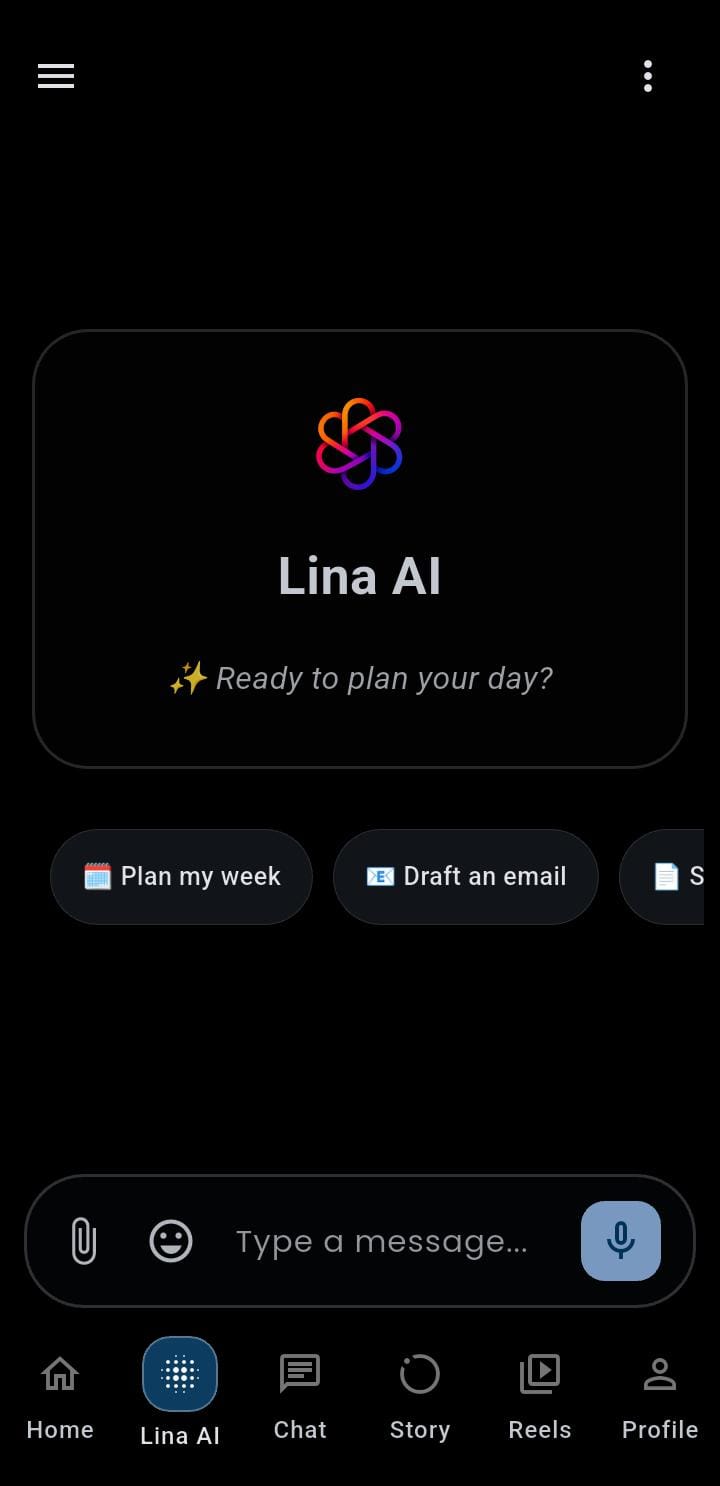 Lina AI
✨ Ready to plan your day?
🗓️ Plan my week
📧 Draft an email
📄 S
Type a message...
Home
Lina AI
Chat
Story
Reels
Profile